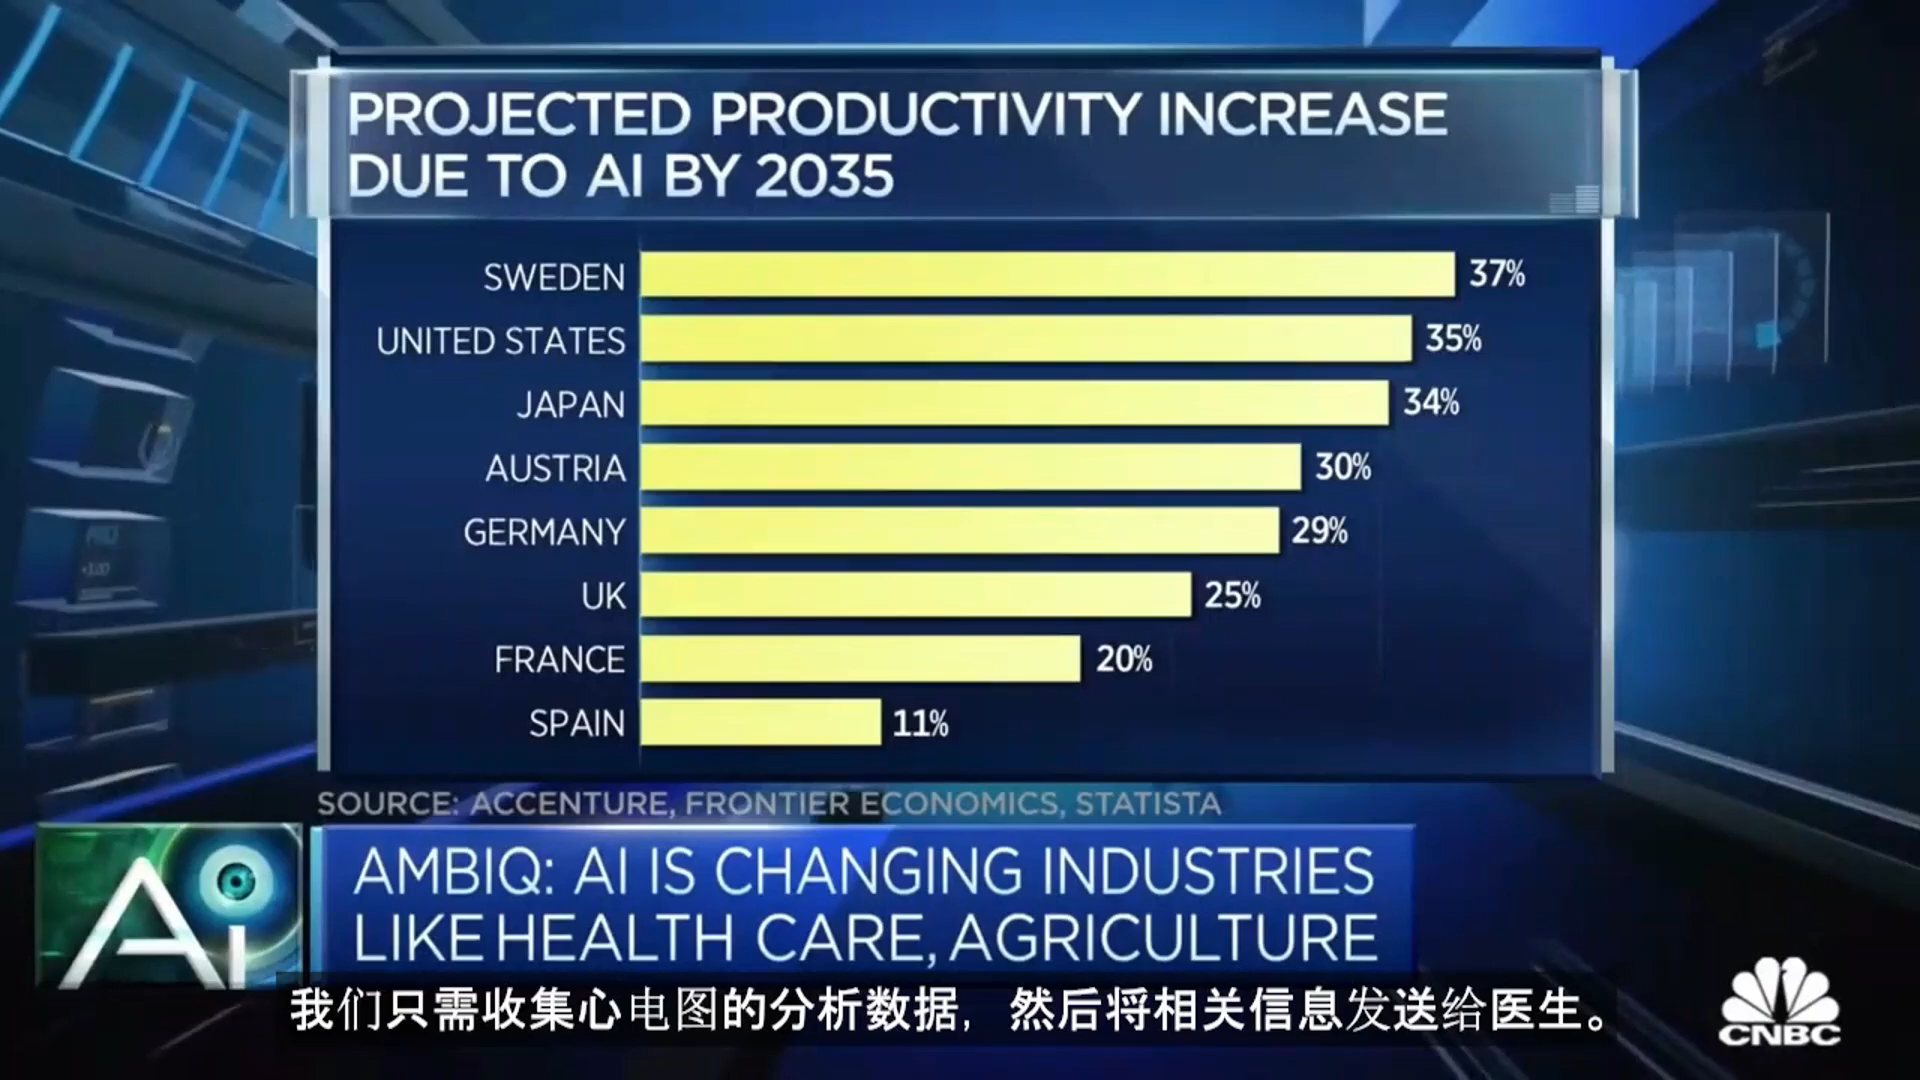 PROJECTED PRODUCTIVITY INCREASE
DUE TO AI BY 2035
SWEDEN 37%
UNITED STATES 35%
JAPAN 34%
AUSTRIA 30%
GERMANY 29%
UK 25%
FRANCE 20%
SPAIN 11%
SOURCE: ACCENTURE, FRONTIER ECONOMICS, STATISTA
Ai
AMBIQ: AI IS CHANGING INDUSTRIES
LIKE HEALTH CARE, AGRICULTURE
我们只需收集心电图的分析数据，然后将相关信息发送给医生。
CNBC